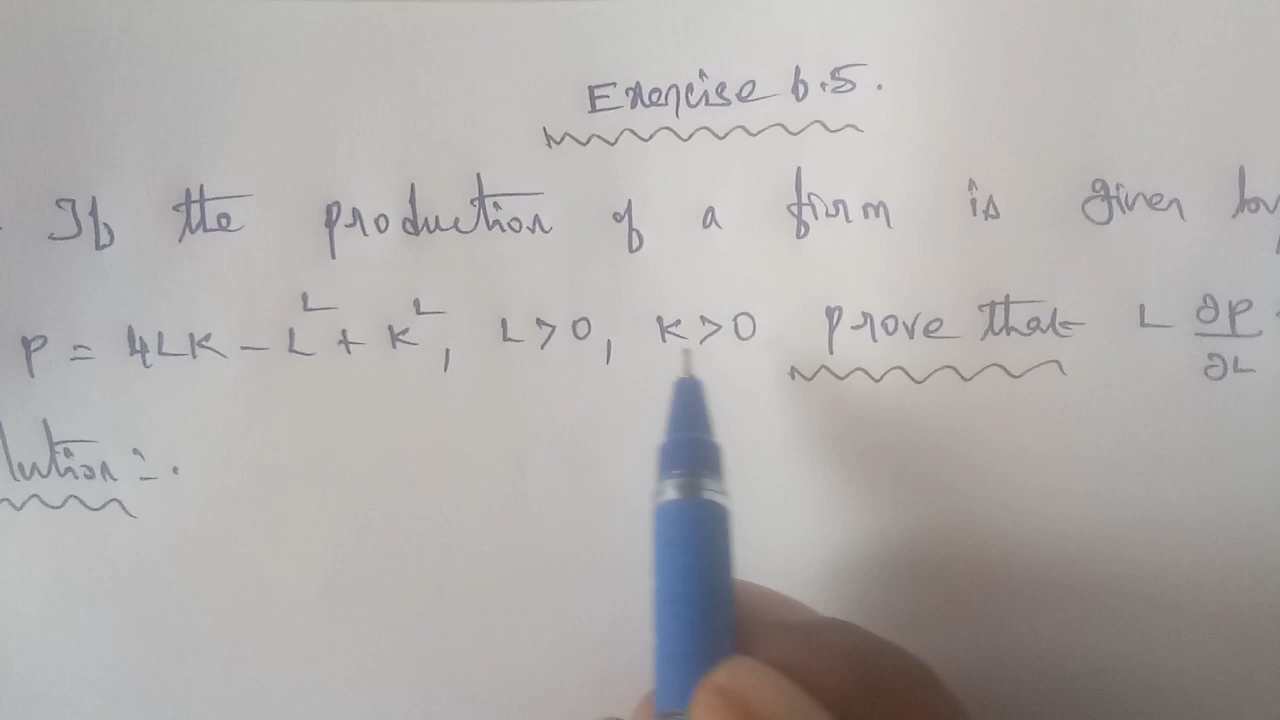 Exercise 6.5.
If the production of a firm is given by
P = 4LK - L² + K², L>0, K>0 prove that L ∂P/∂L
lution:-.